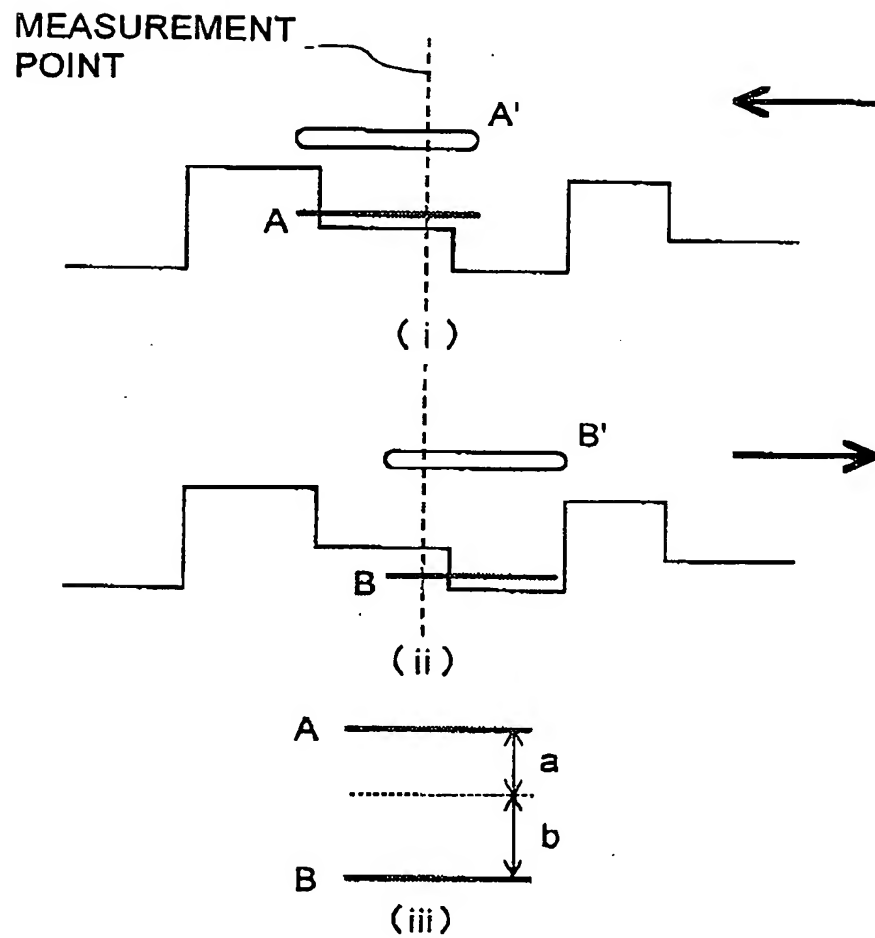 MEASUREMENT
POINT
A'
A
(i)
B'
B
(ii)
A
a
b
B
(iii)